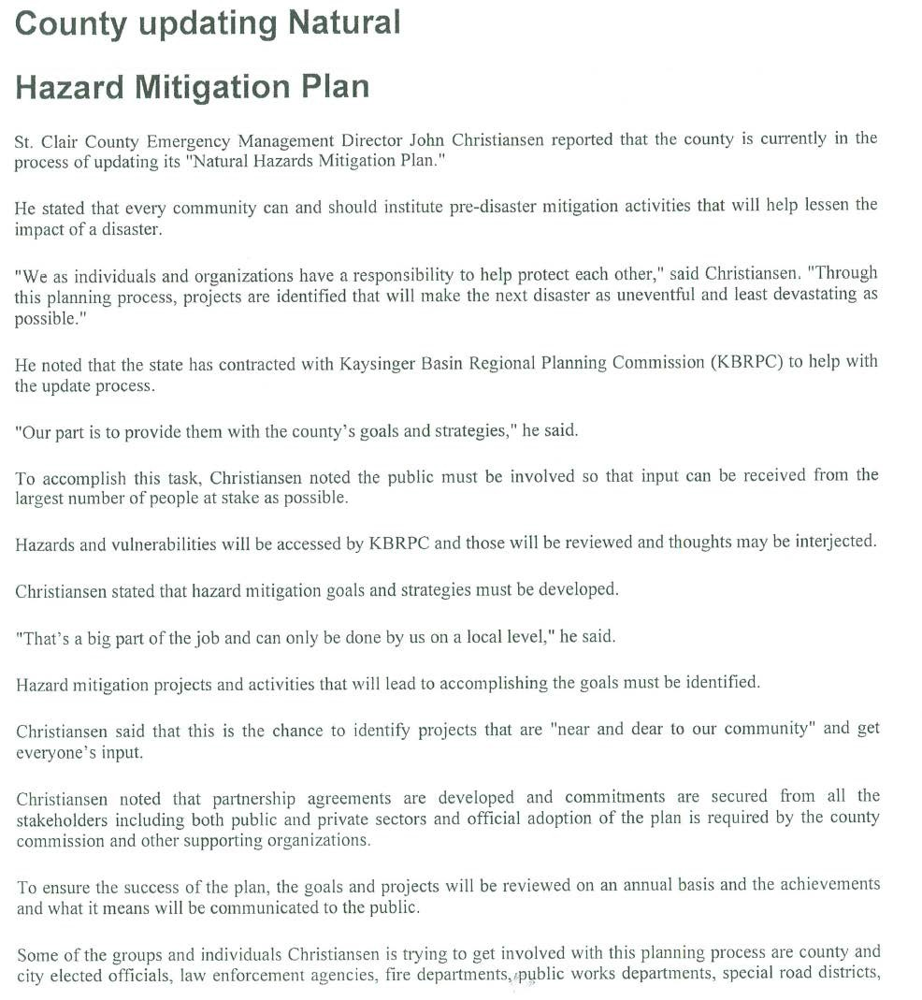 County updating Natural
Hazard Mitigation Plan
St. Clair County Emergency Management Director John Christiansen reported that the county is currently in the
process of updating its "Natural Hazards Mitigation Plan."
He stated that every community can and should institute pre-disaster mitigation activities that will help lessen the
impact of a disaster.
"We as individuals and organizations have a responsibility to help protect each other," said Christiansen. "Through
this planning process, projects are identified that will make the next disaster as uneventful and least devastating as
possible."
He noted that the state has contracted with Kaysinger Basin Regional Planning Commission (KBRPC) to help with
the update process.
"Our part is to provide them with the county's goals and strategies," he said.
To accomplish this task, Christiansen noted the public must be involved so that input can be received from the
largest number of people at stake as possible.
Hazards and vulnerabilities will be accessed by KBRPC and those will be reviewed and thoughts may be interjected.
Christiansen stated that hazard mitigation goals and strategies must be developed.
"That's a big part of the job and can only be done by us on a local level," he said.
Hazard mitigation projects and activities that will lead to accomplishing the goals must be identified.
Christiansen said that this is the chance to identify projects that are "near and dear to our community" and get
everyone's input.
Christiansen noted that partnership agreements are developed and commitments are secured from all the
stakeholders including both public and private sectors and official adoption of the plan is required by the county
commission and other supporting organizations.
To ensure the success of the plan, the goals and projects will be reviewed on an annual basis and the achievements
and what it means will be communicated to the public.
Some of the groups and individuals Christiansen is trying to get involved with this planning process are county and
city elected officials, law enforcement agencies, fire departments, public works departments, special road districts,